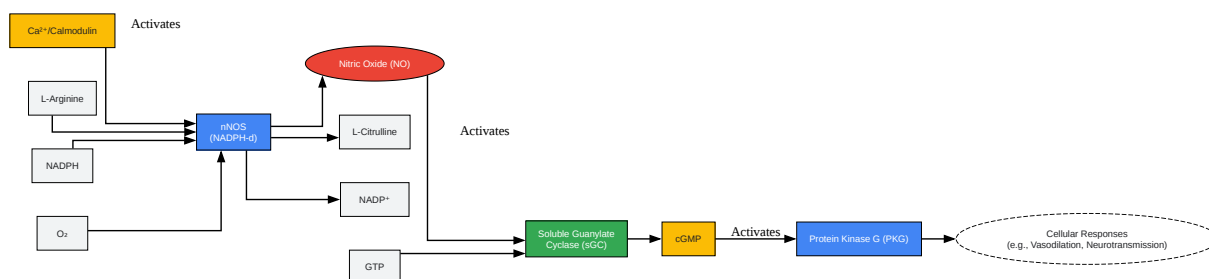 Ca²⁺/Calmodulin
Activates
Nitric Oxide (NO)
L-Arginine
nNOS
(NADPH-d)
L-Citrulline
Activates
NADPH
NADP⁺
O₂
Soluble Guanylate
Cyclase (sGC)
cGMP
Activates
Protein Kinase G (PKG)
Cellular Responses
(e.g., Vasodilation, Neurotransmission)
GTP